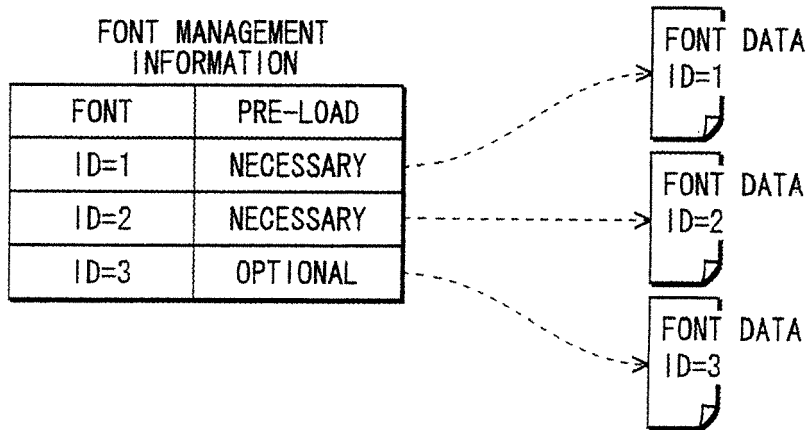 FONT MANAGEMENT
INFORMATION
FONT PRE-LOAD
ID=1 NECESSARY
ID=2 NECESSARY
ID=3 OPTIONAL
FONT DATA
ID=1
FONT DATA
ID=2
FONT DATA
ID=3